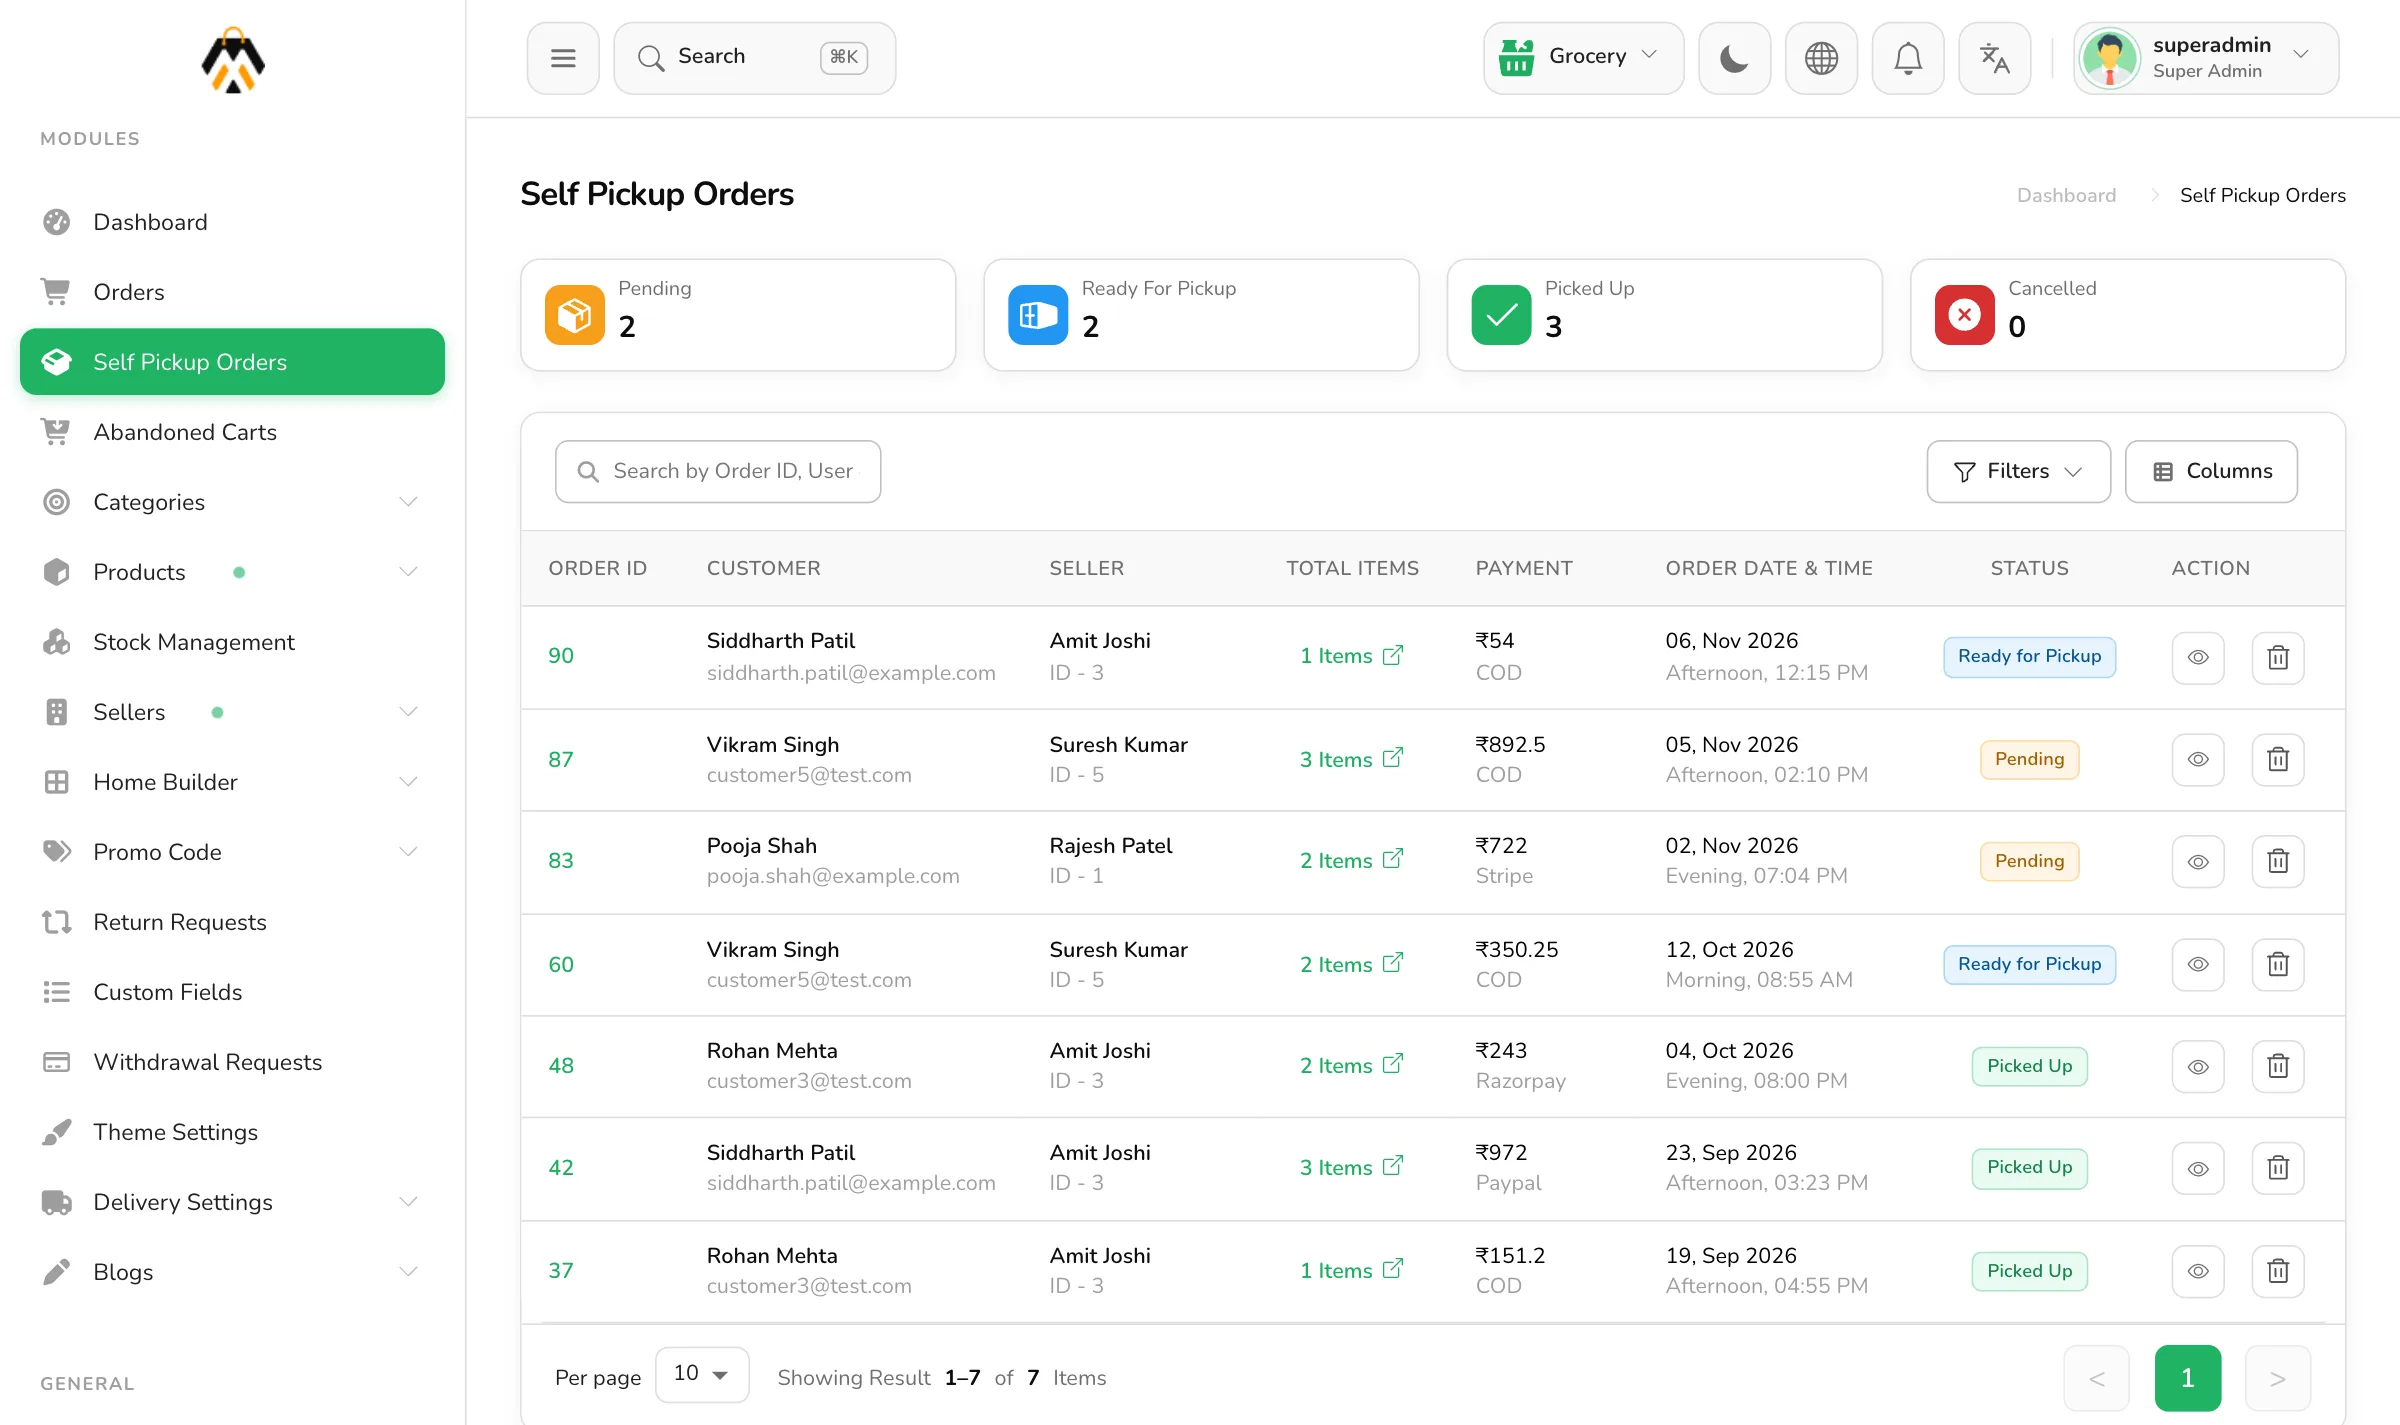 Search ⌘K
Grocery
superadmin
Super Admin
MODULES
Dashboard
Orders
Self Pickup Orders
Abandoned Carts
Categories
Products
Stock Management
Sellers
Home Builder
Promo Code
Return Requests
Custom Fields
Withdrawal Requests
Theme Settings
Delivery Settings
Blogs
GENERAL
Self Pickup Orders
Dashboard > Self Pickup Orders
Pending
2
Ready For Pickup
2
Picked Up
3
Cancelled
0
Search by Order ID, User
Filters
Columns
ORDER ID CUSTOMER SELLER TOTAL ITEMS PAYMENT ORDER DATE & TIME STATUS ACTION
90 Siddharth Patil Amit Joshi 1 Items ₹54 06, Nov 2026 Ready for Pickup
siddharth.patil@example.com ID - 3 COD Afternoon, 12:15 PM
87 Vikram Singh Suresh Kumar 3 Items ₹892.5 05, Nov 2026 Pending
customer5@test.com ID - 5 COD Afternoon, 02:10 PM
83 Pooja Shah Rajesh Patel 2 Items ₹722 02, Nov 2026 Pending
pooja.shah@example.com ID - 1 Stripe Evening, 07:04 PM
60 Vikram Singh Suresh Kumar 2 Items ₹350.25 12, Oct 2026 Ready for Pickup
customer5@test.com ID - 5 COD Morning, 08:55 AM
48 Rohan Mehta Amit Joshi 2 Items ₹243 04, Oct 2026 Picked Up
customer3@test.com ID - 3 Razorpay Evening, 08:00 PM
42 Siddharth Patil Amit Joshi 3 Items ₹972 23, Sep 2026 Picked Up
siddharth.patil@example.com ID - 3 Paypal Afternoon, 03:23 PM
37 Rohan Mehta Amit Joshi 1 Items ₹151.2 19, Sep 2026 Picked Up
customer3@test.com ID - 3 COD Afternoon, 04:55 PM
Per page 10 Showing Result 1–7 of 7 Items < 1 >